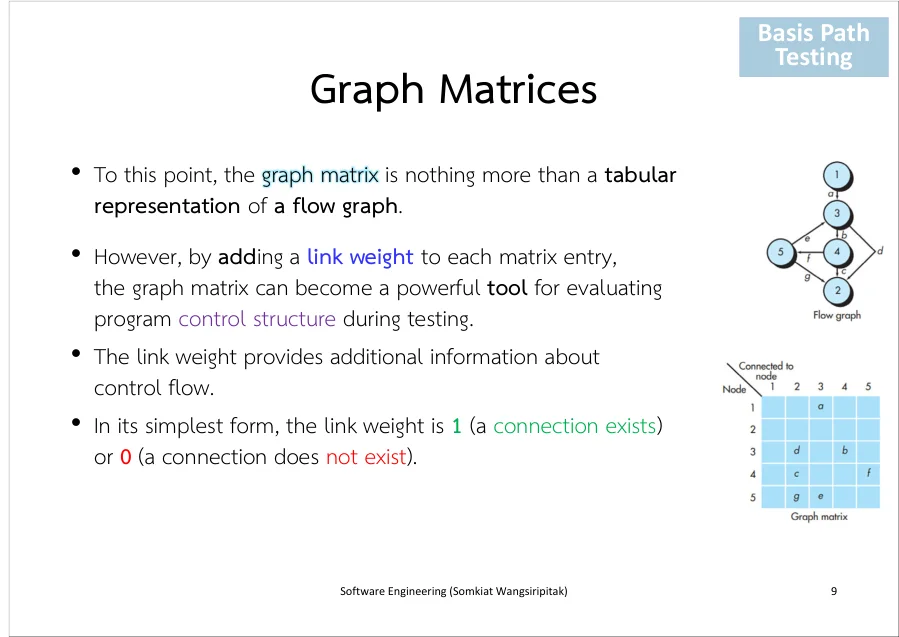 Basis Path
Testing
Graph Matrices
• To this point, the graph matrix is nothing more than a tabular
representation of a flow graph.
• However, by adding a link weight to each matrix entry,
the graph matrix can become a powerful tool for evaluating
program control structure during testing.
• The link weight provides additional information about
control flow.
• In its simplest form, the link weight is 1 (a connection exists)
or 0 (a connection does not exist).
1
a
3
e b d
5 4
f
g c
2
Flow graph
Connected to
node
Node 1 2 3 4 5
1 a
2
3 d b
4 c f
5 g e
Graph matrix
Software Engineering (Somkiat Wangsiripitak) 9